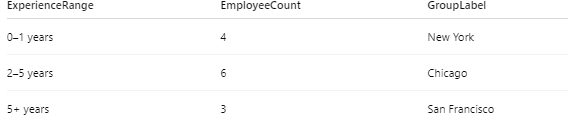 ExperienceRange EmployeeCount GroupLabel
0–1 years 4 New York
2–5 years 6 Chicago
5+ years 3 San Francisco